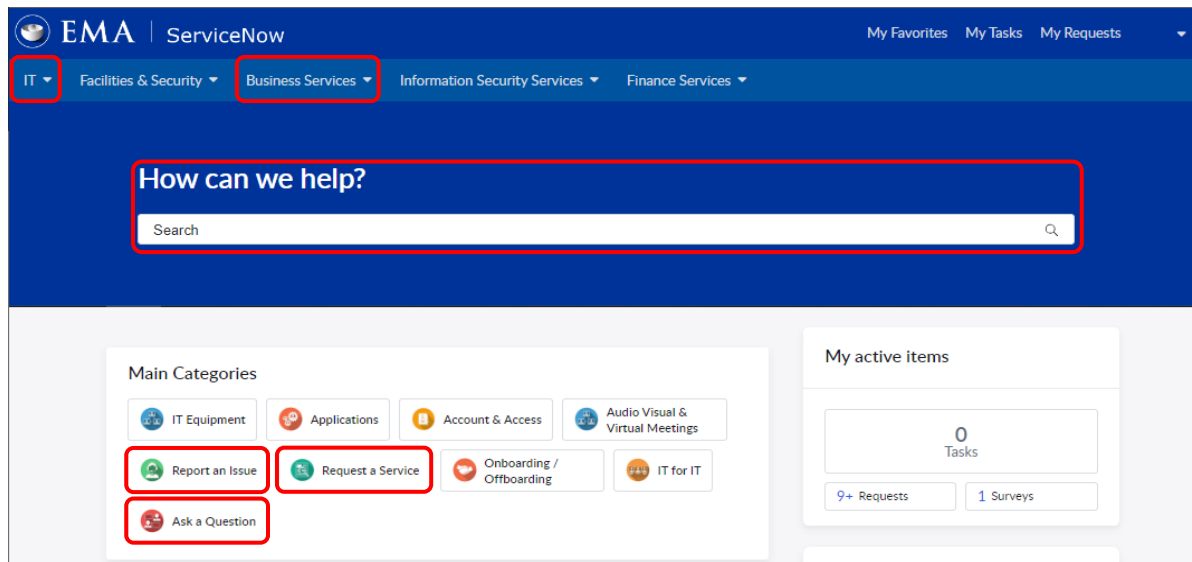 EMA | ServiceNow
My Favorites My Tasks My Requests
IT Facilities & Security Business Services Information Security Services Finance Services
How can we help?
Search
Main Categories
IT Equipment Applications Account & Access Audio Visual &
Virtual Meetings
Report an Issue Request a Service Onboarding /
Offboarding IT for IT
Ask a Question
My active items
0
Tasks
9+ Requests 1 Surveys